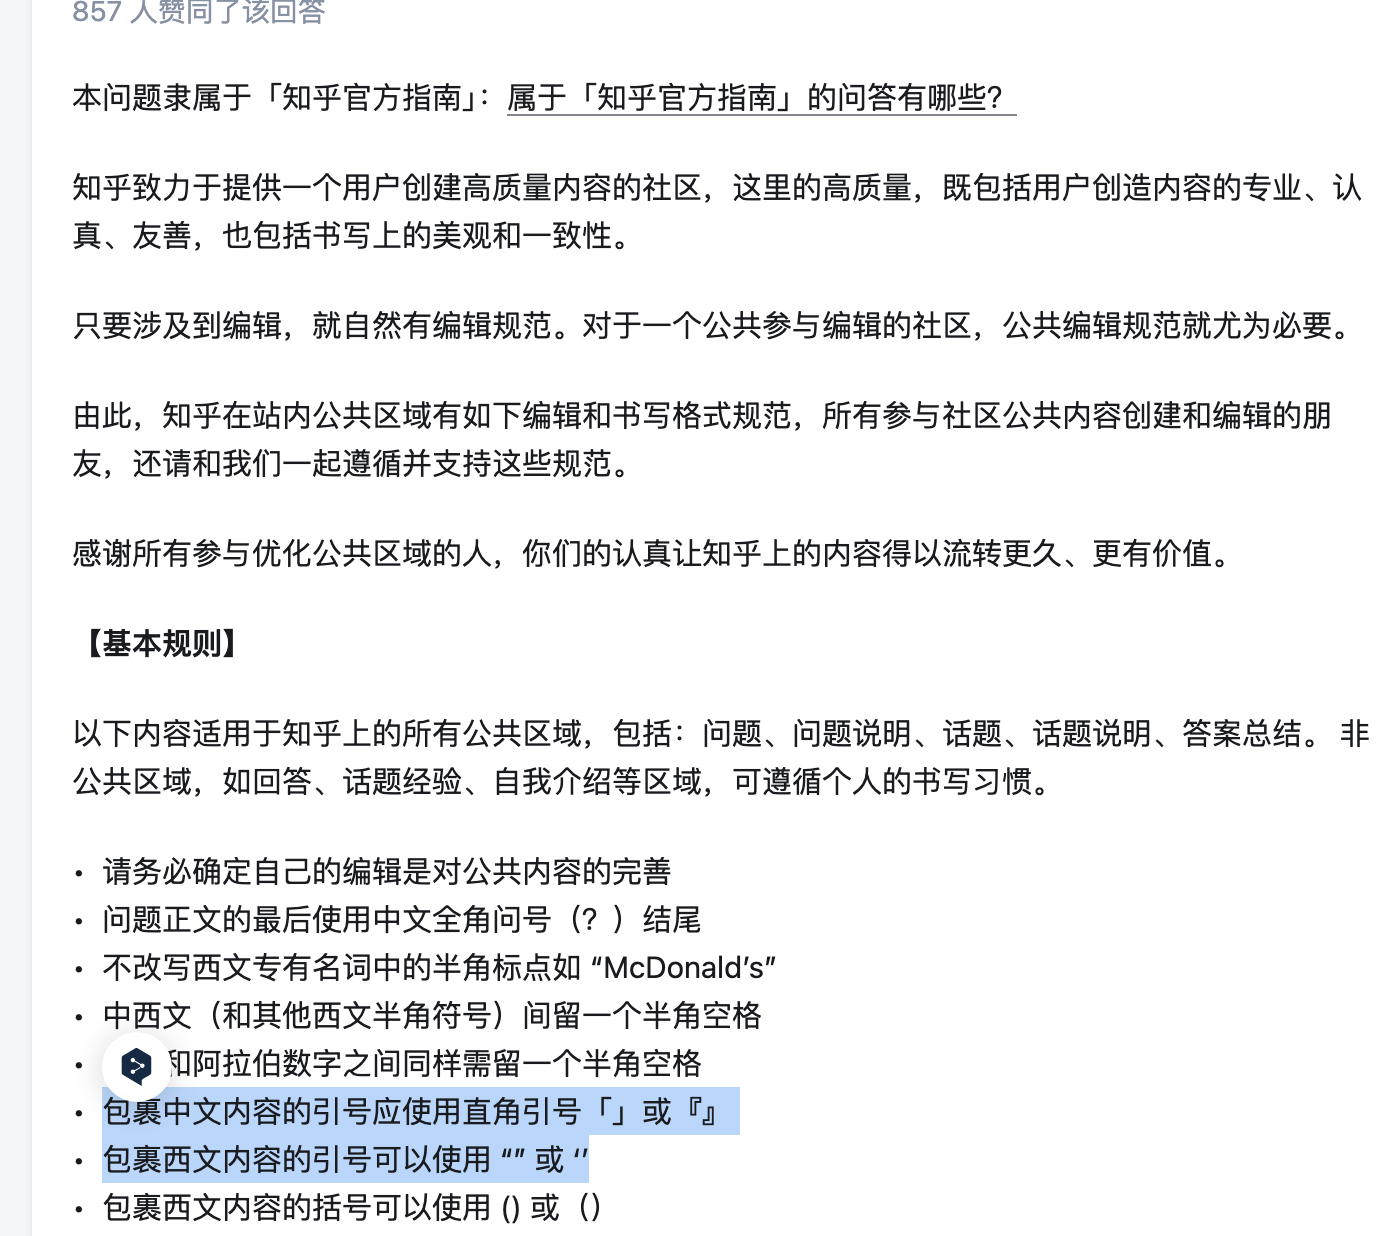 857 人赞同了该回答
本问题隶属于「知乎官方指南」：属于「知乎官方指南」的问答有哪些？
知乎致力于提供一个用户创建高质量内容的社区，这里的高质量，既包括用户创造内容的专业、认
真、友善，也包括书写上的美观和一致性。
只要涉及到编辑，就自然有编辑规范。对于一个公共参与编辑的社区，公共编辑规范就尤为必要。
由此，知乎在站内公共区域有如下编辑和书写格式规范，所有参与社区公共内容创建和编辑的朋
友，还请和我们一起遵循并支持这些规范。
感谢所有参与优化公共区域的人，你们的认真让知乎上的内容得以流转更久、更有价值。
【基本规则】
以下内容适用于知乎上的所有公共区域，包括：问题、问题说明、话题、话题说明、答案总结。 非
公共区域，如回答、话题经验、自我介绍等区域，可遵循个人的书写习惯。
• 请务必确定自己的编辑是对公共内容的完善
• 问题正文的最后使用中文全角问号（？）结尾
• 不改写西文专有名词中的半角标点如 “McDonald’s”
• 中西文（和其他西文半角符号）间留一个半角空格
• 和阿拉伯数字之间同样需留一个半角空格
• 包裹中文内容的引号应使用直角引号「」或『』
• 包裹西文内容的引号可以使用 “” 或 ‘’
• 包裹西文内容的括号可以使用 () 或（）